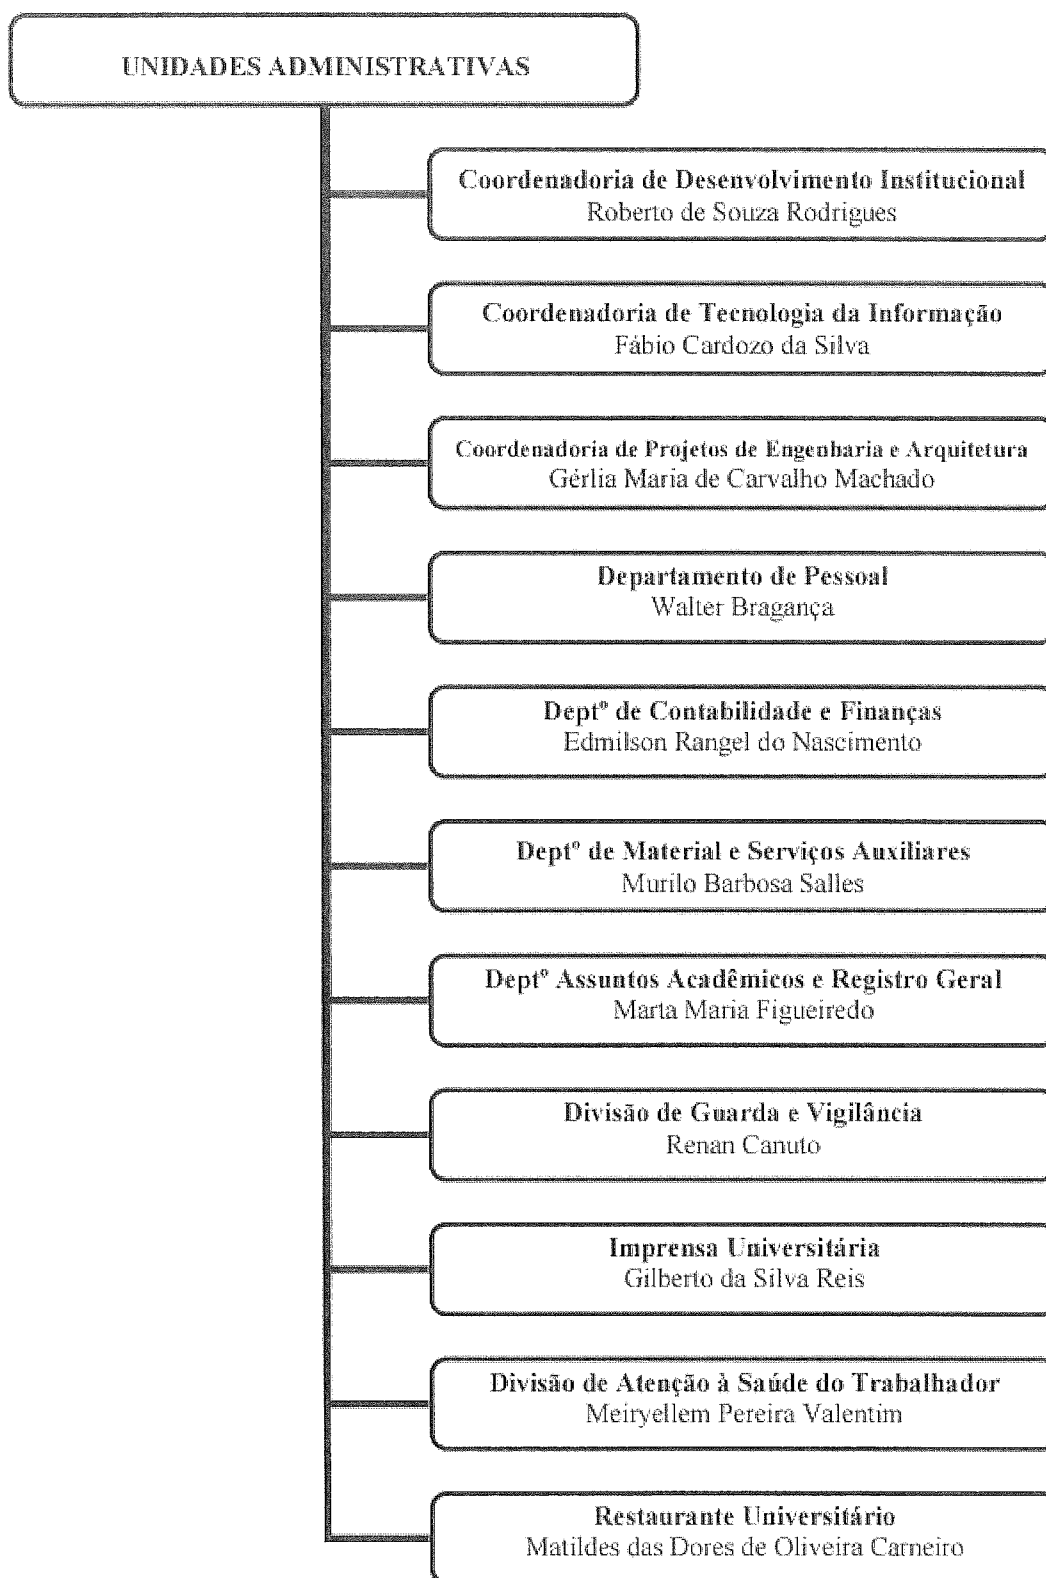 UNIDADES ADMINISTRATIVAS
Coordenadoria de Desenvolvimento Institucional
Roberto de Souza Rodrigues
Coordenadoria de Tecnologia da Informação
Fábio Cardozo da Silva
Coordenadoria de Projetos de Engenharia e Arquitetura
Gérlia Maria de Carvalho Machado
Departamento de Pessoal
Walter Bragança
Deptº de Contabilidade e Finanças
Edmilson Rangel do Nascimento
Deptº de Material e Serviços Auxiliares
Murilo Barbosa Salles
Deptº Assuntos Acadêmicos e Registro Geral
Marta Maria Figueiredo
Divisão de Guarda e Vigilância
Renan Canuto
Imprensa Universitária
Gilberto da Silva Reis
Divisão de Atenção à Saúde do Trabalhador
Meiryellem Pereira Valentim
Restaurante Universitário
Matildes das Dores de Oliveira Carneiro